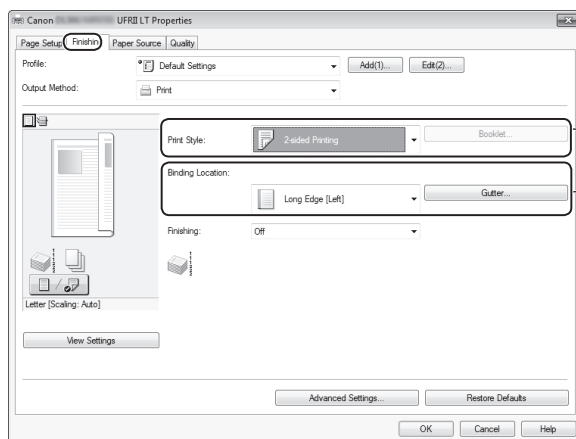 Canon UFRII LT Properties
Page Setup Finishin Paper Source Quality
Profile: Default Settings Add(1)... Edit(2)...
Output Method: Print
Print Style: 2-sided Printing Booklet...
Binding Location:
Long Edge [Left] Gutter...
Finishing: Off
Letter [Scaling: Auto]
View Settings
Advanced Settings... Restore Defaults
OK Cancel Help